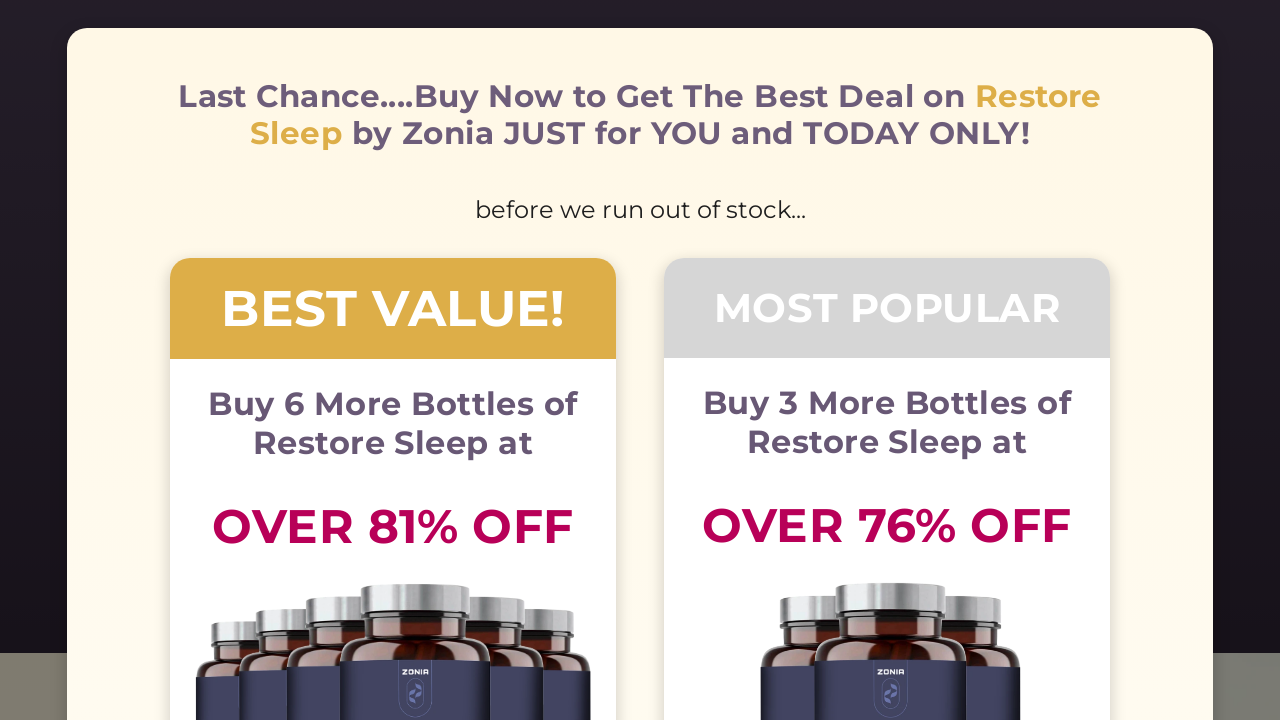 Last Chance....Buy Now to Get The Best Deal on Restore
Sleep by Zonia JUST for YOU and TODAY ONLY!
before we run out of stock...
BEST VALUE!
Buy 6 More Bottles of
Restore Sleep at
OVER 81% OFF
ZONIA
MOST POPULAR
Buy 3 More Bottles of
Restore Sleep at
OVER 76% OFF
ZONIA